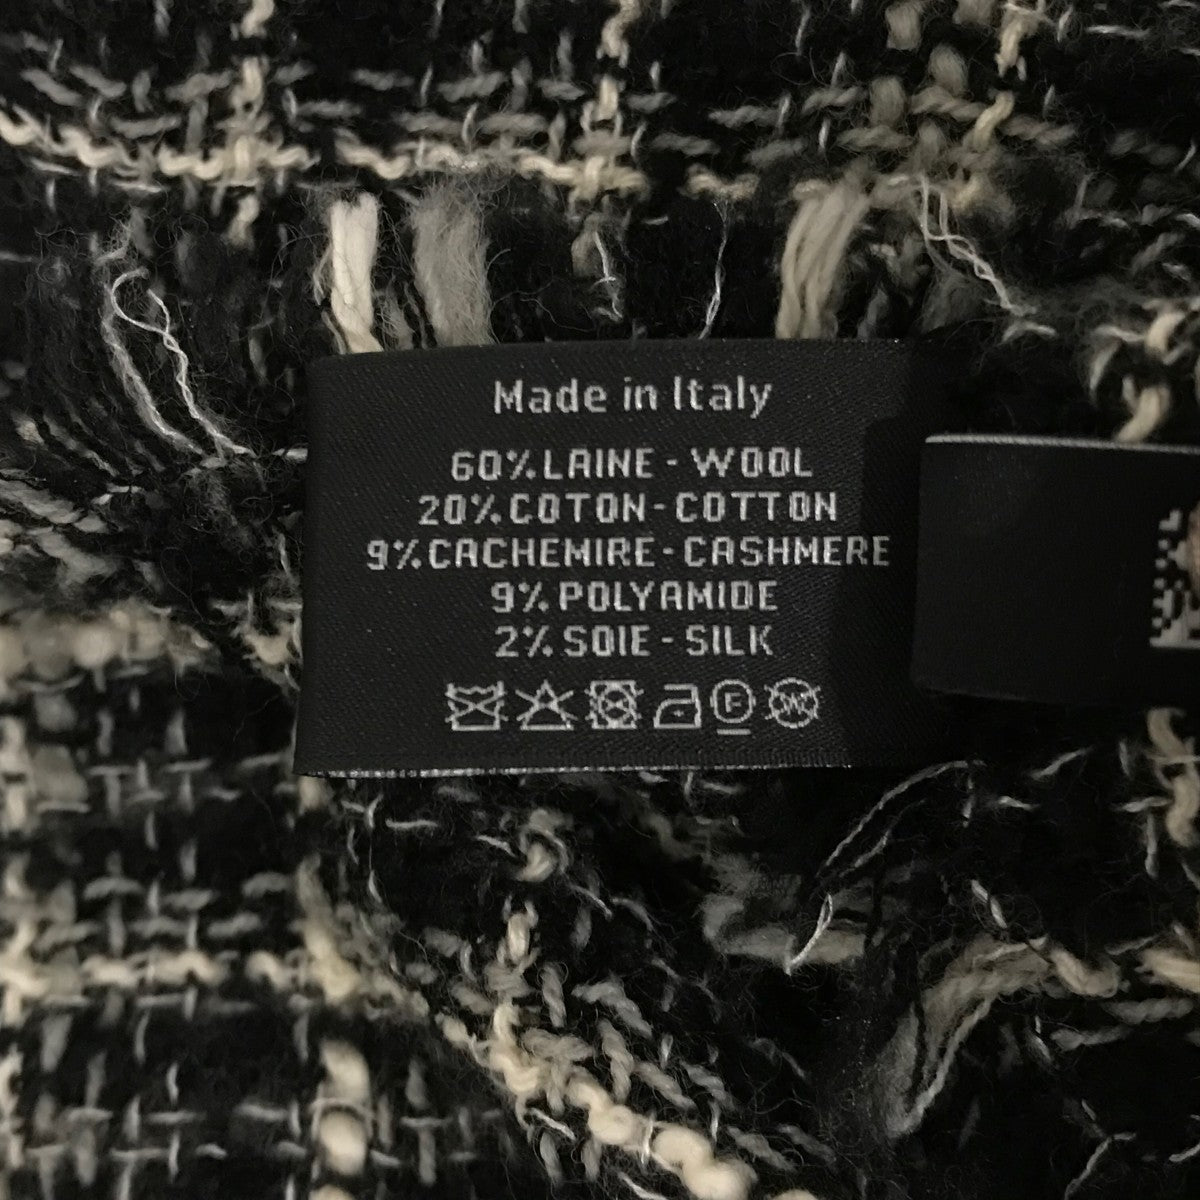 Made in Italy
60% LAINE - WOOL
20% COTON - COTTON
9% CACHEMIRE - CASHMERE
9% POLYAMIDE
2% SOIE - SILK
F W